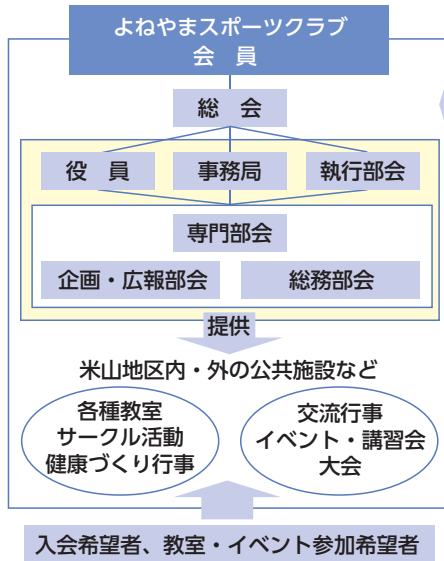 よねやまスポーツクラブ
会　員
総　会
役　員
事務局
執行部会
専門部会
企画・広報部会
総務部会
提供
米山地区内・外の公共施設など
各種教室
サークル活動
健康づくり行事
交流行事
イベント・講習会
大会
入会希望者、教室・イベント参加希望者